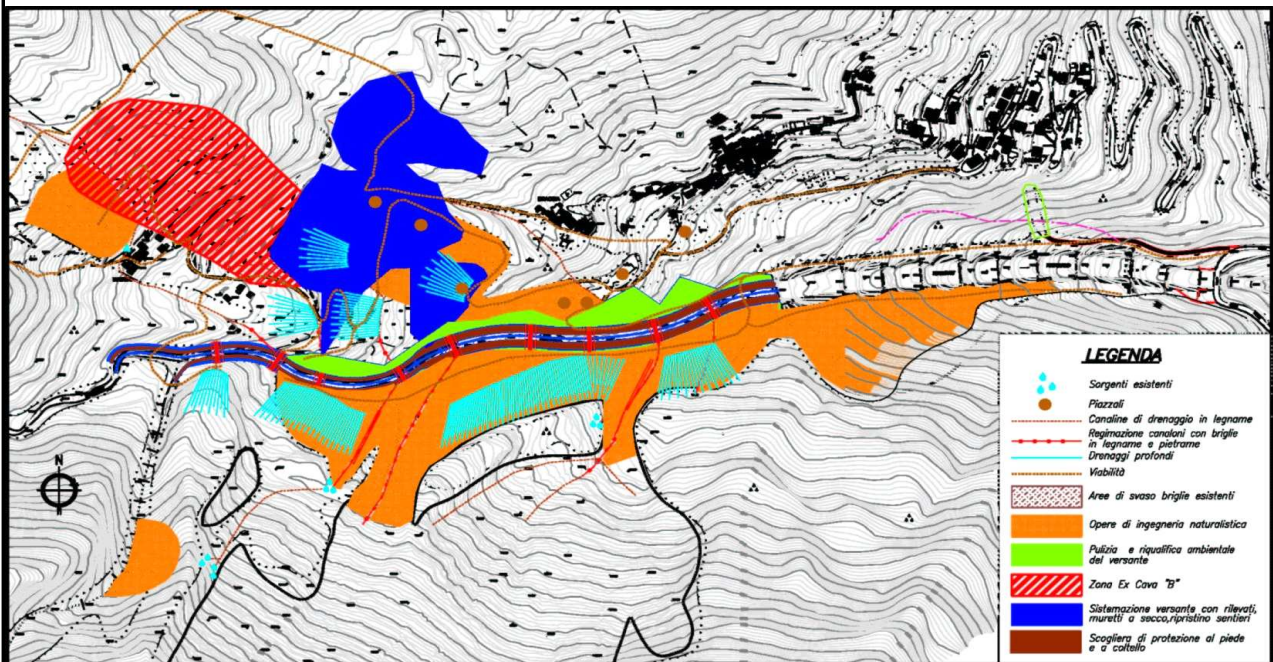 N
LEGENDA
Sorgenti esistenti
Piazzali
Canaline di drenaggio in legname
Regimazione canaloni con briglie
in legname e pietrame
Drenaggi profondi
Viabilità
Aree di svaso briglie esistenti
Opere di ingegneria naturalistica
Pulizia e riqualifica ambientale
del versante
Zona Ex Cava "B"
Sistemazione versante con rilevati,
muretti a secco,ripristino sentieri
Scogliera di protezione al piede
e a coltello